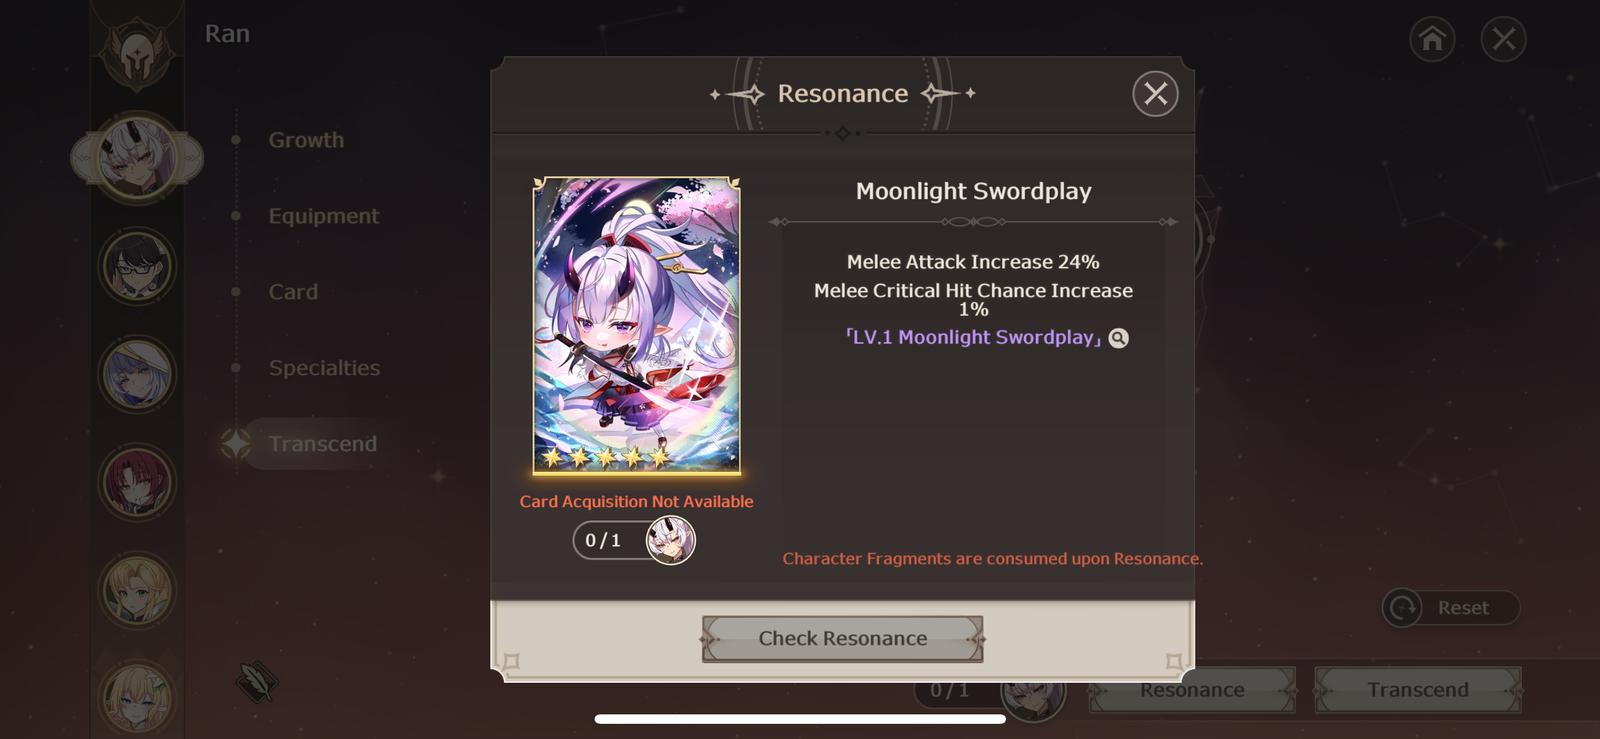 Ran
Growth
Equipment
Card
Specialties
Transcend
Resonance
Moonlight Swordplay
Melee Attack Increase 24%
Melee Critical Hit Chance Increase
1%
「LV.1 Moonlight Swordplay」
Card Acquisition Not Available
0/1
Character Fragments are consumed upon Resonance.
Check Resonance
Reset
0/1
Resonance
Transcend